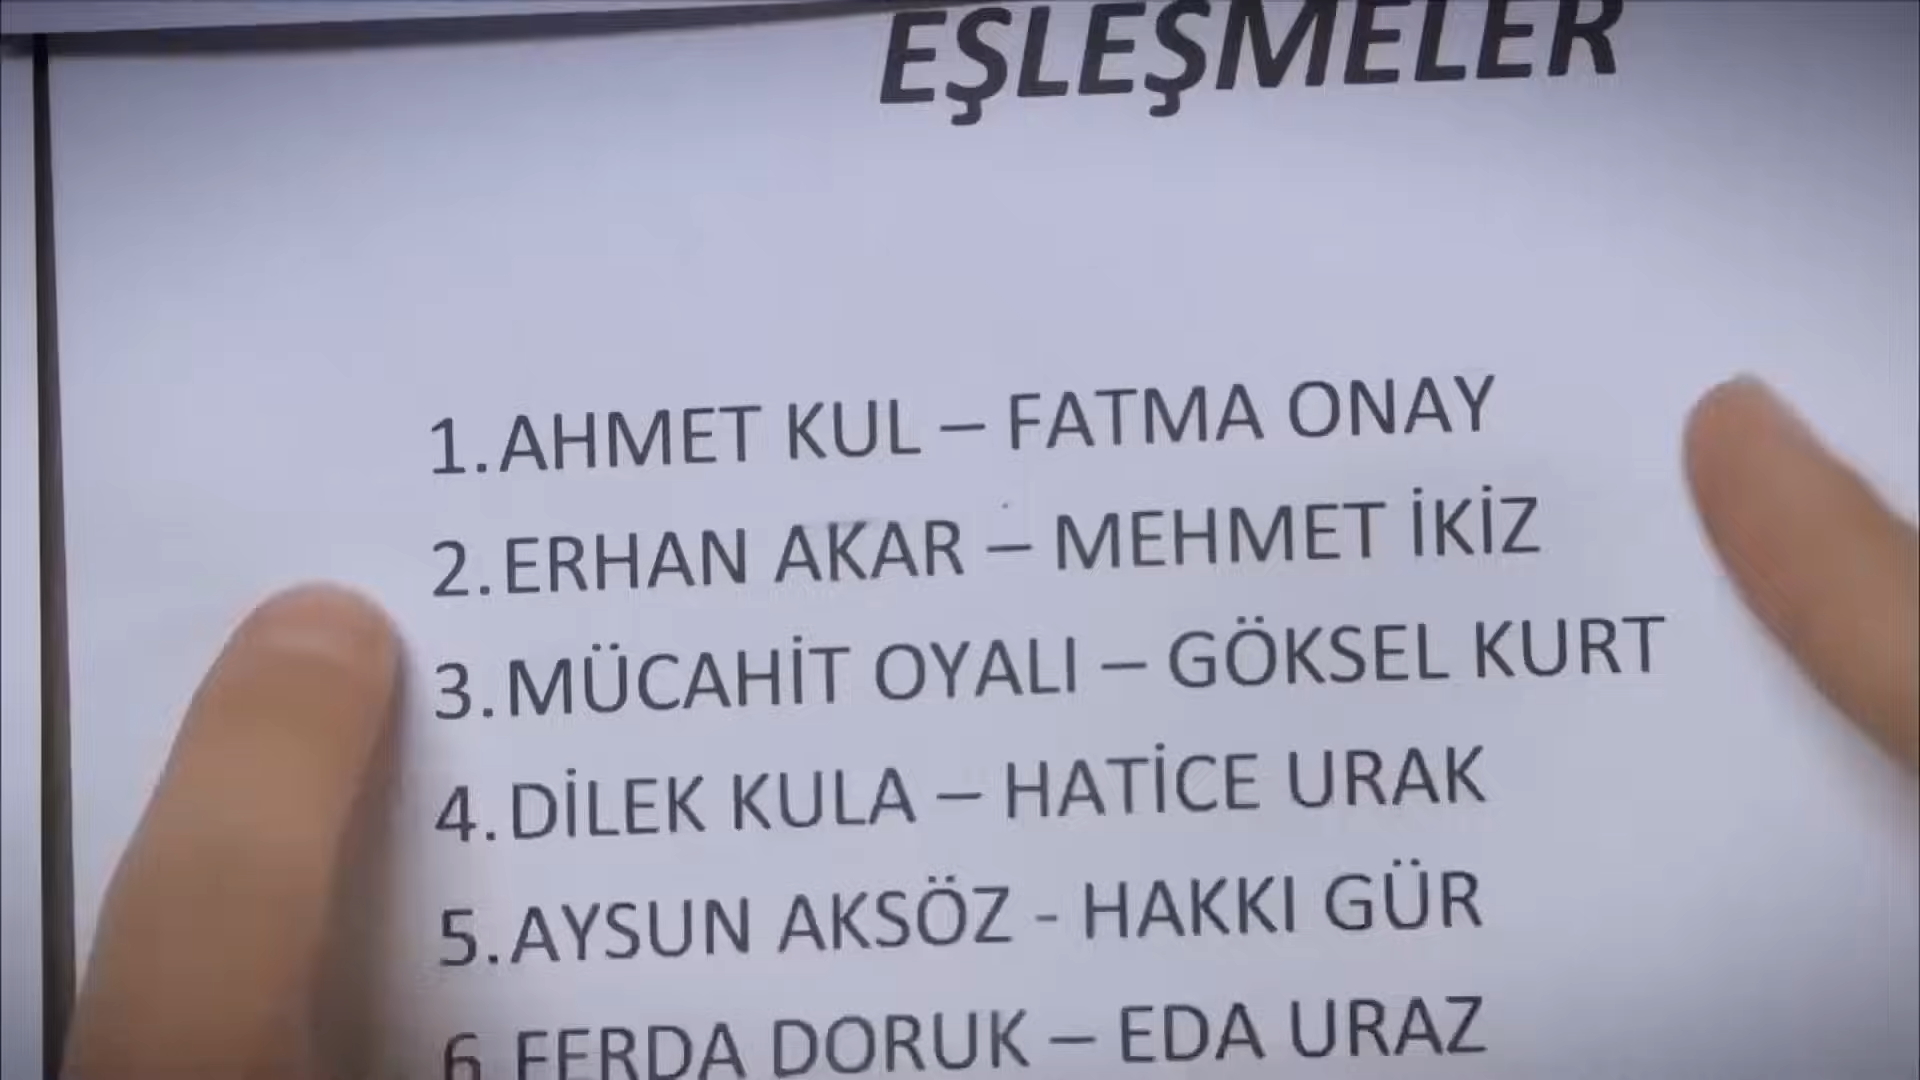 EŞLEŞMELER
1. AHMET KUL – FATMA ONAY
2. ERHAN AKAR – MEHMET İKİZ
3. MÜCAHİT OYALI – GÖKSEL KURT
4. DİLEK KULA – HATİCE URAK
5. AYSUN AKSÖZ - HAKKI GÜR
6 FERDA DORUK – EDA URAZ